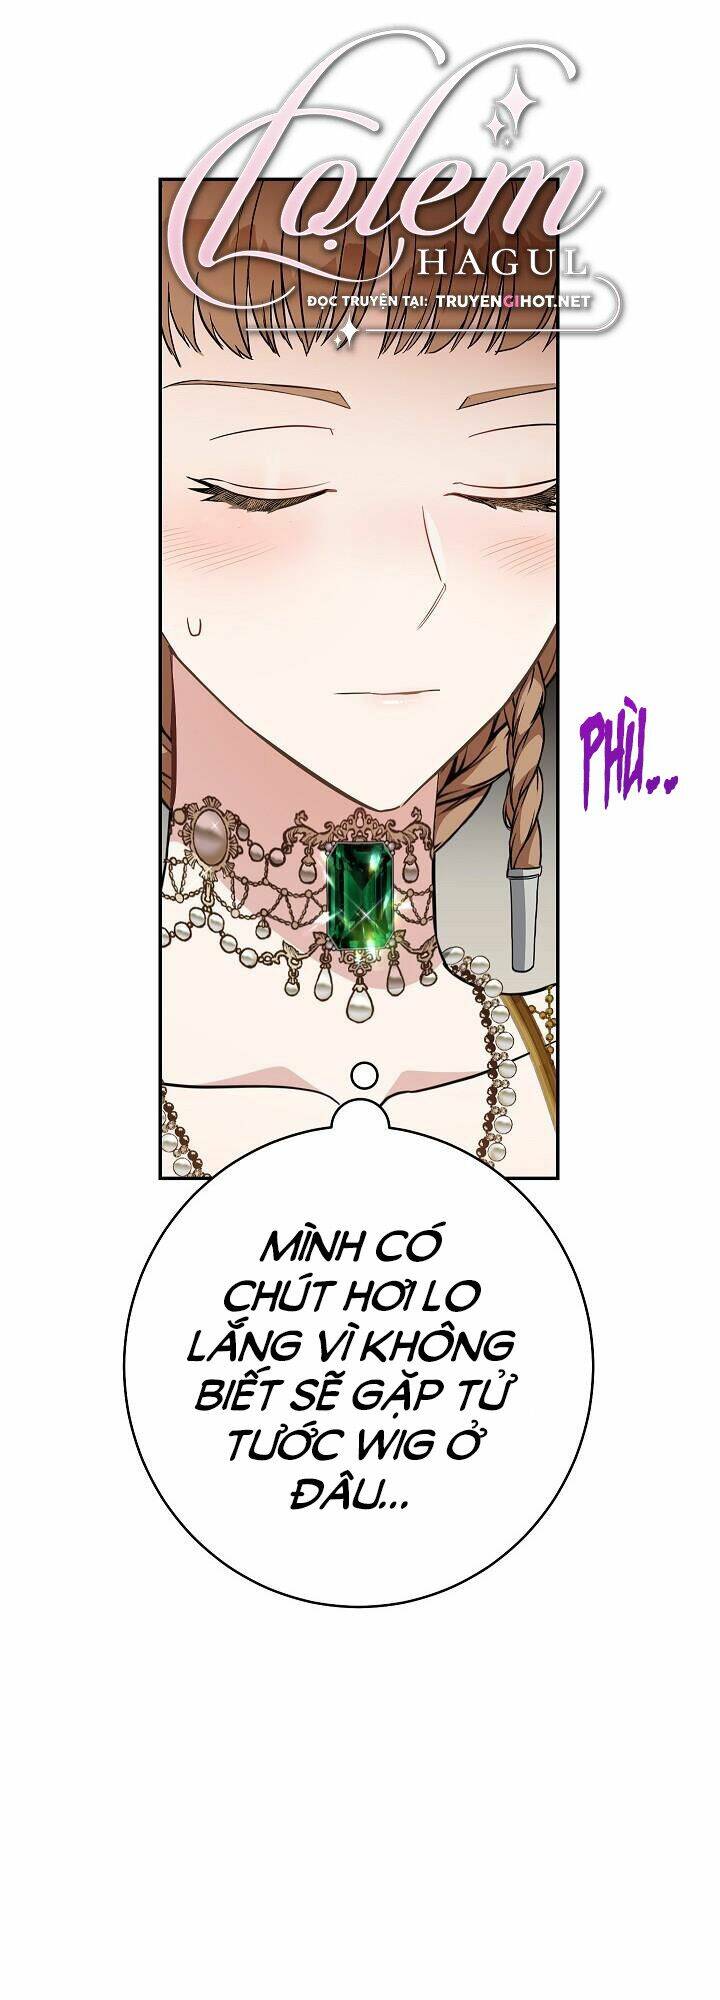 Lọlem
HAGUL
ĐỌC TRUYỆN TẠI: TRUYENGIHOT.NET
PHÙ..
MÌNH CÓ
CHÚT HƠI LO
LẮNG VÌ KHÔNG
BIẾT SẼ GẶP TỬ
TƯỚC WIG Ở
ĐÂU...